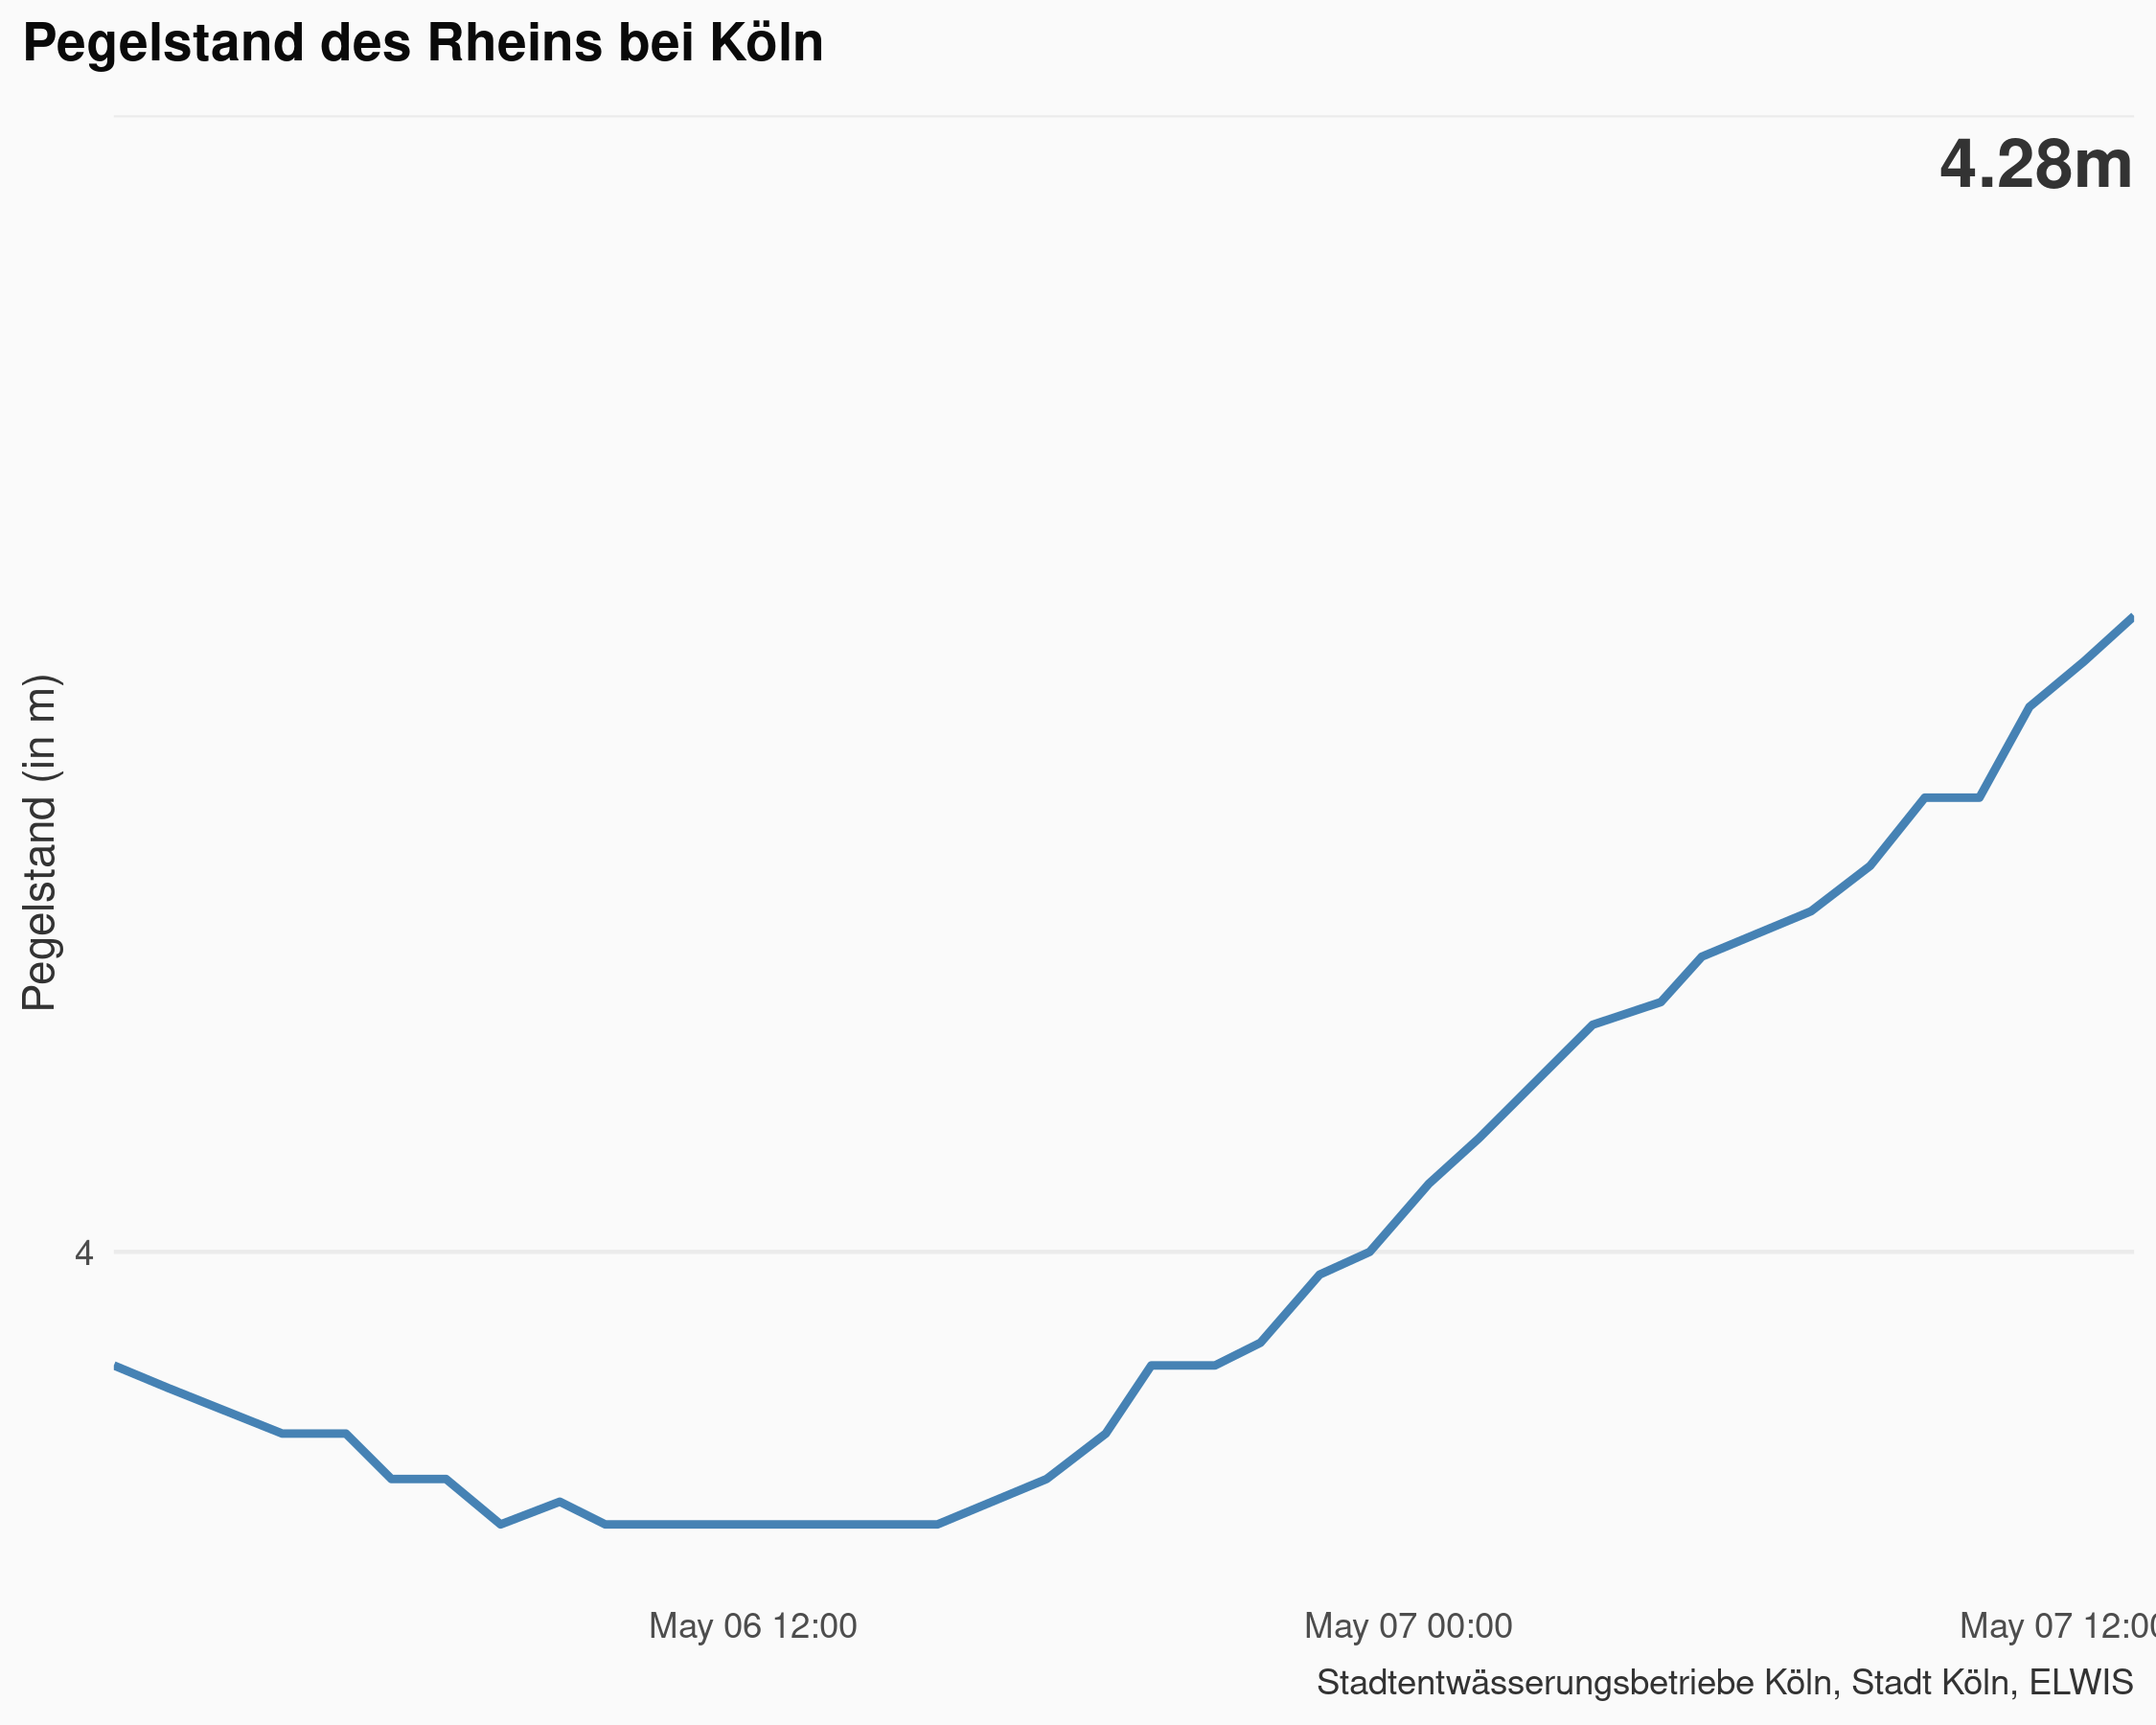 Pegelstand des Rheins bei Köln
4.28m
Pegelstand (in m)
4
May 06 12:00
May 07 00:00
May 07 12:00
Stadtentwässerungsbetriebe Köln, Stadt Köln, ELWIS